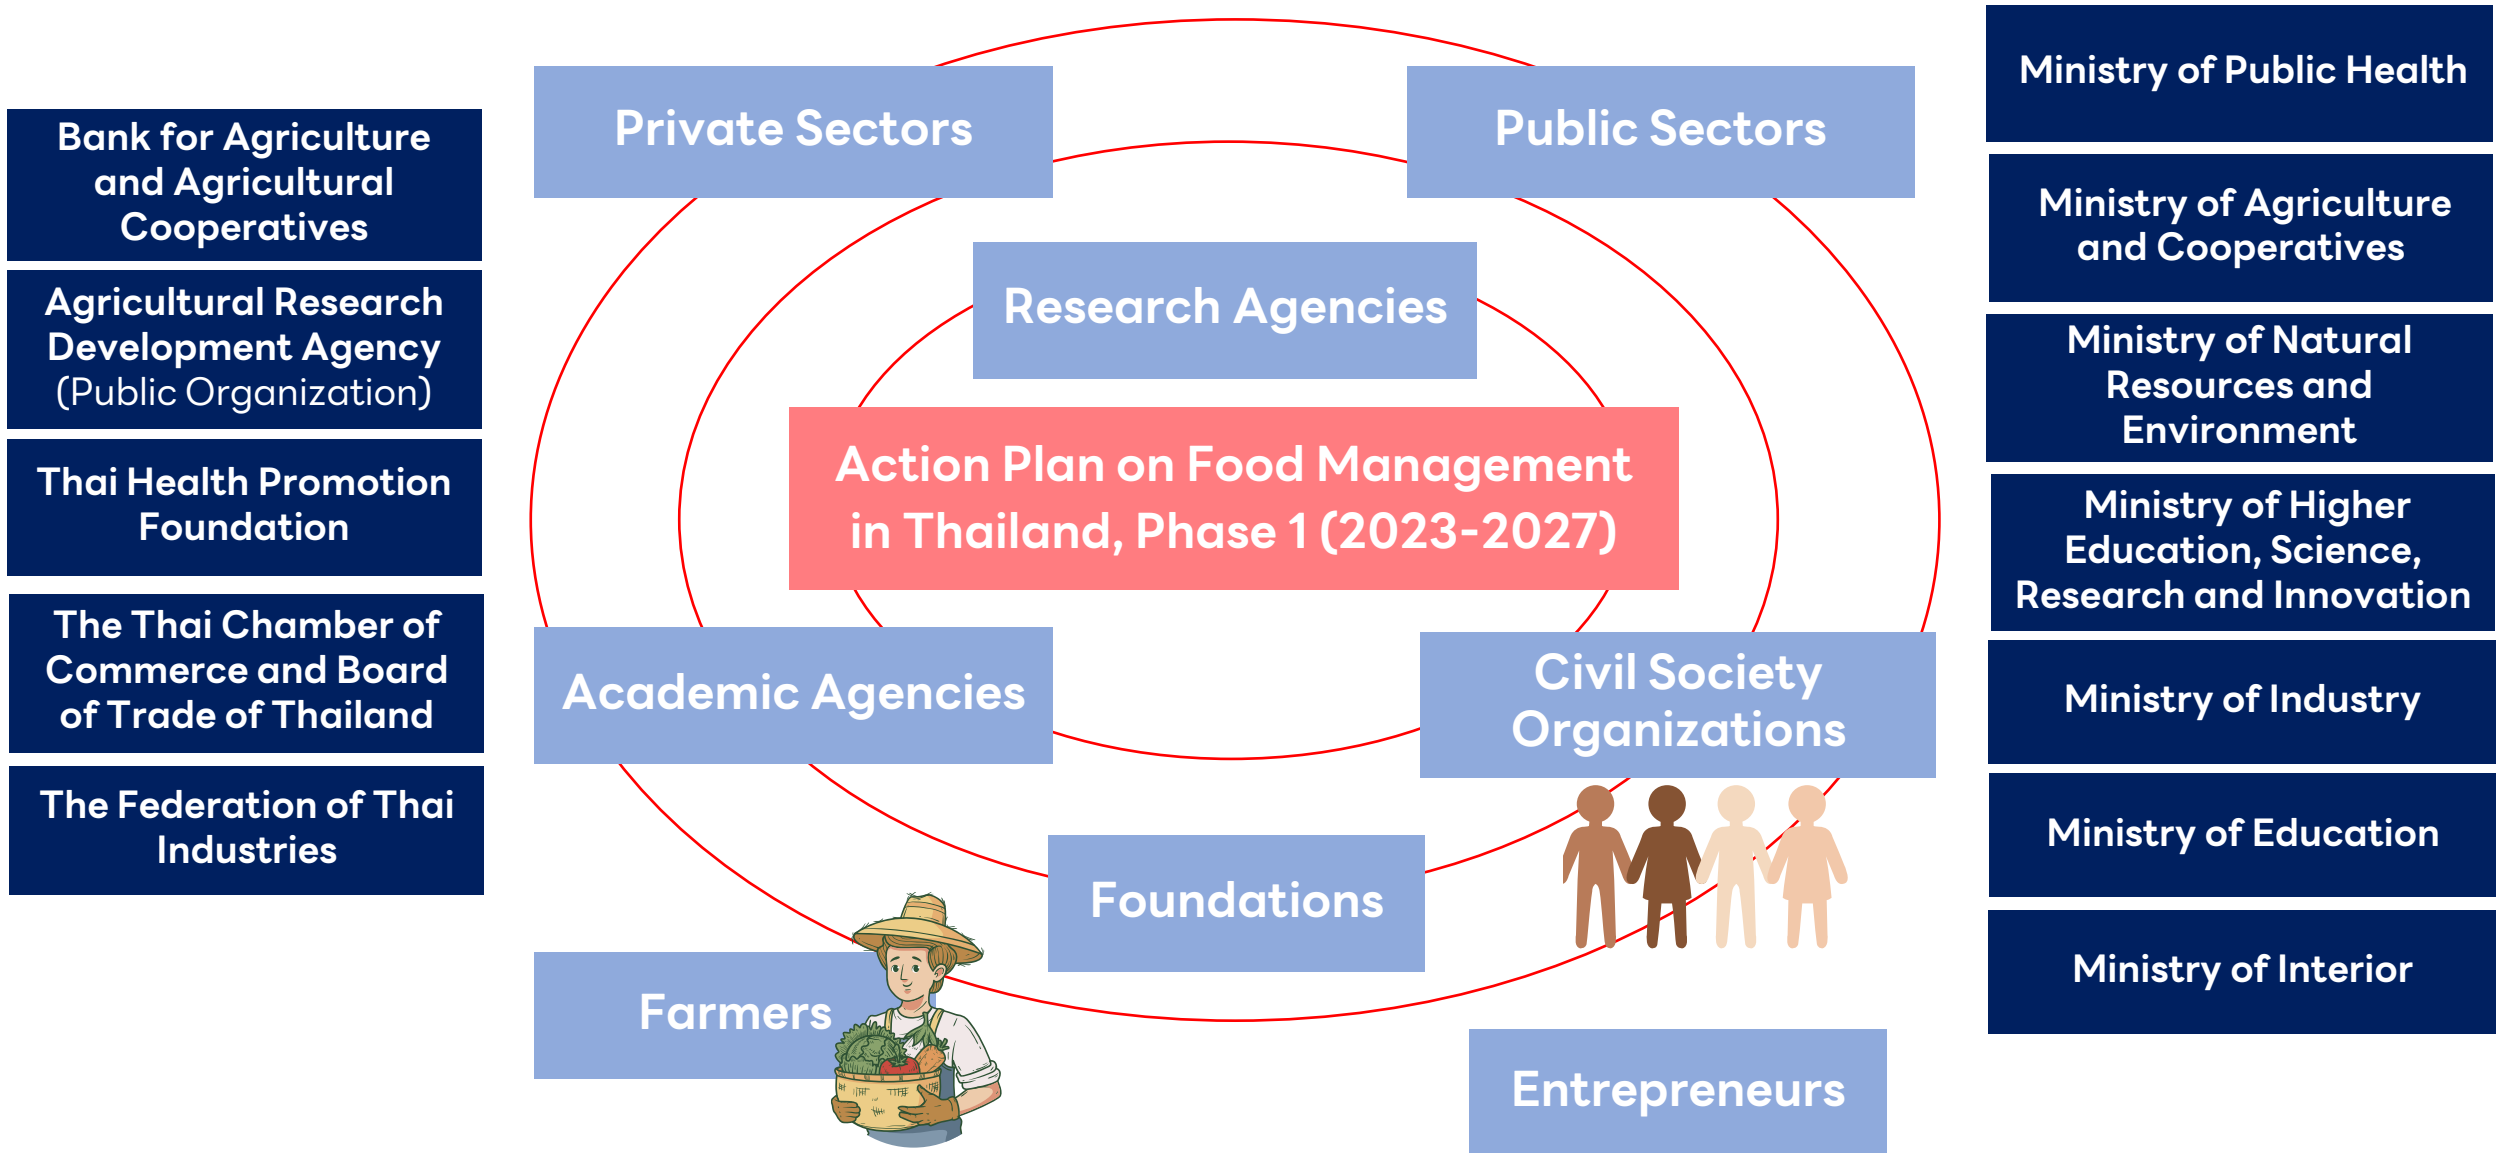 Bank for Agriculture
and Agricultural
Cooperatives
Agricultural Research
Development Agency
(Public Organization)
Thai Health Promotion
Foundation
The Thai Chamber of
Commerce and Board
of Trade of Thailand
The Federation of Thai
Industries
Private Sectors
Public Sectors
Research Agencies
Action Plan on Food Management
in Thailand, Phase 1 (2023-2027)
Academic Agencies
Civil Society
Organizations
Foundations
Farmers
Entrepreneurs
Ministry of Public Health
Ministry of Agriculture
and Cooperatives
Ministry of Natural
Resources and
Environment
Ministry of Higher
Education, Science,
Research and Innovation
Ministry of Industry
Ministry of Education
Ministry of Interior